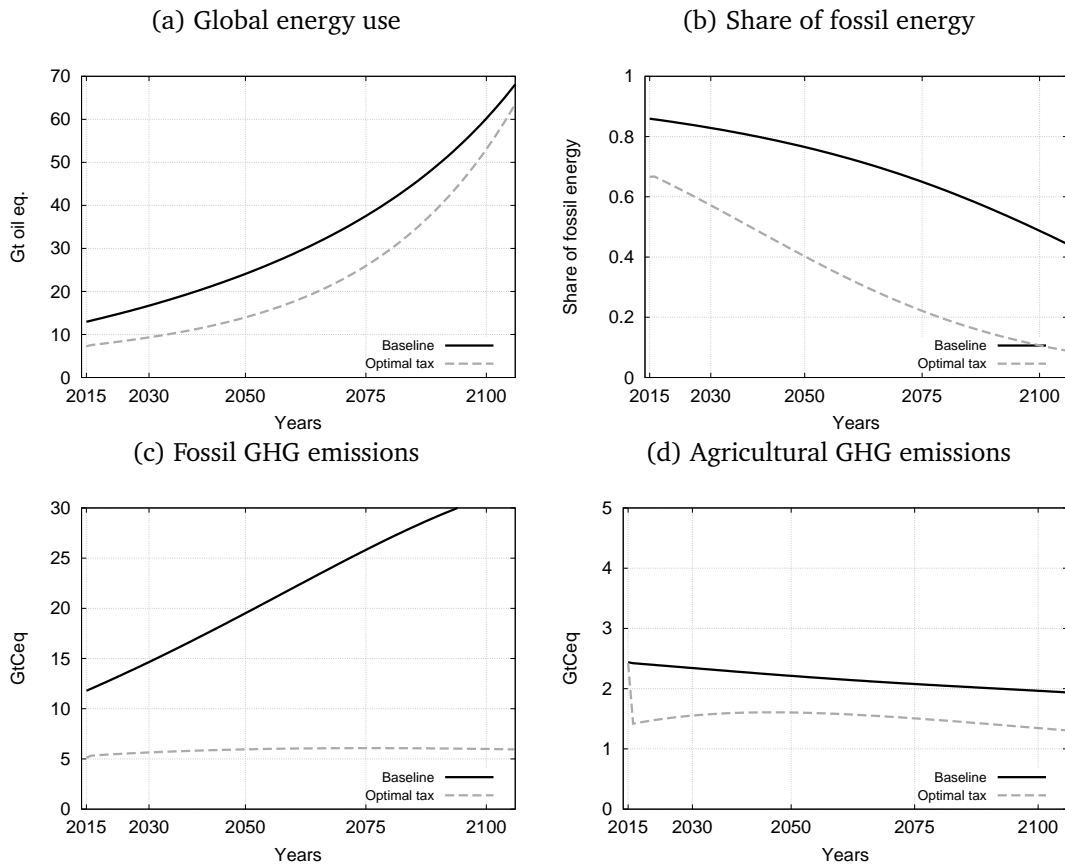 (a) Global energy use
70
60
50
40
30
20
10
0
Gt oil eq.
2015 2030 2050 2075 2100
Years
Baseline
Optimal tax
(b) Share of fossil energy
1
0.8
0.6
0.4
0.2
0
Share of fossil energy
2015 2030 2050 2075 2100
Years
Baseline
Optimal tax
(c) Fossil GHG emissions
30
25
20
15
10
5
0
GtCeq
2015 2030 2050 2075 2100
Years
Baseline
Optimal tax
(d) Agricultural GHG emissions
5
4
3
2
1
0
GtCeq
2015 2030 2050 2075 2100
Years
Baseline
Optimal tax